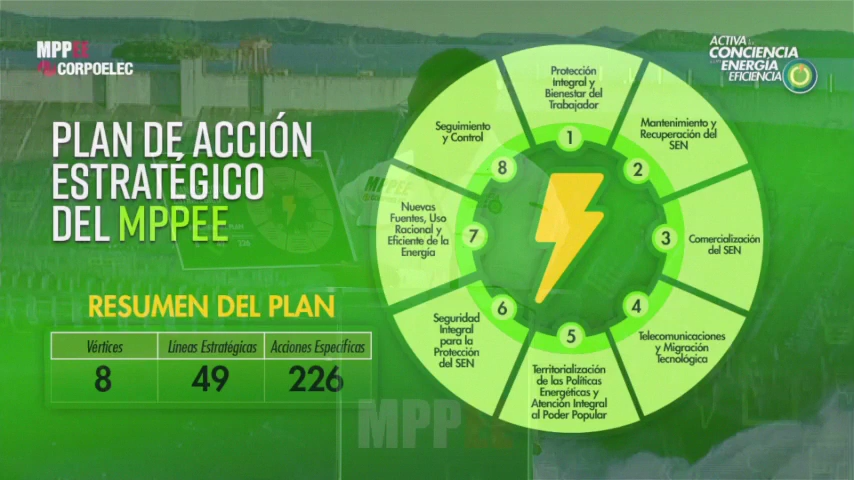 MPPEE
CORPOELEC
ACTIVA
CONCIENCIA
ENERGÍA
EFICIENCIA
PLAN DE ACCIÓN
ESTRATÉGICO
DEL MPPEE
RESUMEN DEL PLAN
Vértices Líneas Estratégicas Acciones Específicas
8 49 226
Protección
Integral y
Bienestar del
Trabajador
1
Mantenimiento y
Recuperación del
SEN
2
Comercialización
del SEN
3
Telecomunicaciones
y Migración
Tecnológica
4
Territorialización
de las Políticas
Energéticas y
Atención Integral
al Poder Popular
5
Seguridad
Integral
para la
Protección
del SEN
6
Nuevas
Fuentes, Uso
Racional y
Eficiente de la
Energía
7
Seguimiento
y Control
8
MPPEE
MPPEE